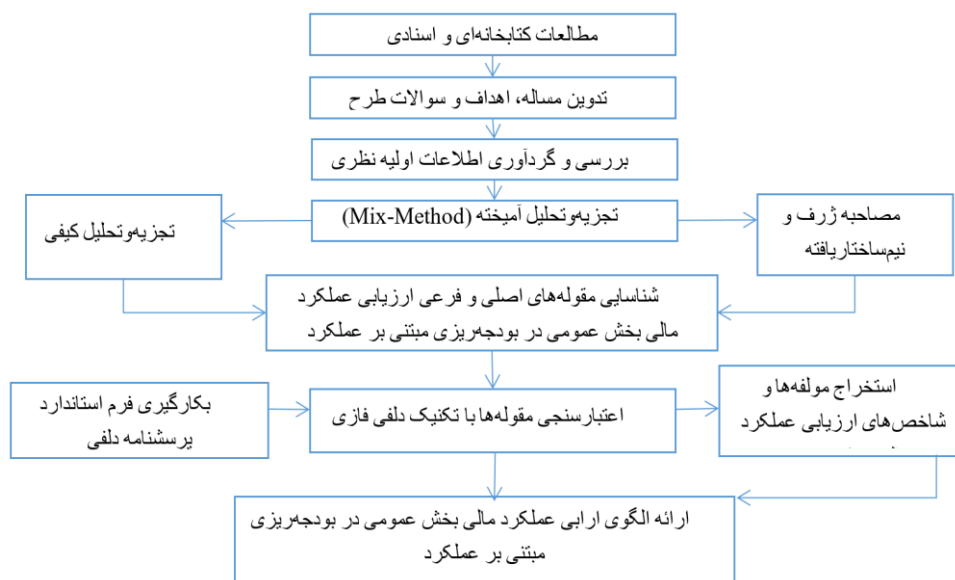 مطالعات کتابخانه‌ای و اسنادی
تدوین مساله، اهداف و سوالات طرح
بررسی و گردآوری اطلاعات اولیه نظری
مصاحبه ژرف و
نیم‌ساختاریافته
تجزیه‌وتحلیل آمیخته (Mix-Method)
تجزیه‌وتحلیل کیفی
شناسایی مقوله‌های اصلی و فرعی ارزیابی عملکرد
مالی بخش عمومی در بودجه‌ریزی مبتنی بر عملکرد
استخراج مولفه‌ها و
شاخص‌های ارزیابی عملکرد
اعتبارسنجی مقوله‌ها با تکنیک دلفی فازی
بکارگیری فرم استاندارد
پرسشنامه دلفی
ارائه الگوی ارابی عملکرد مالی بخش عمومی در بودجه‌ریزی
مبتنی بر عملکرد